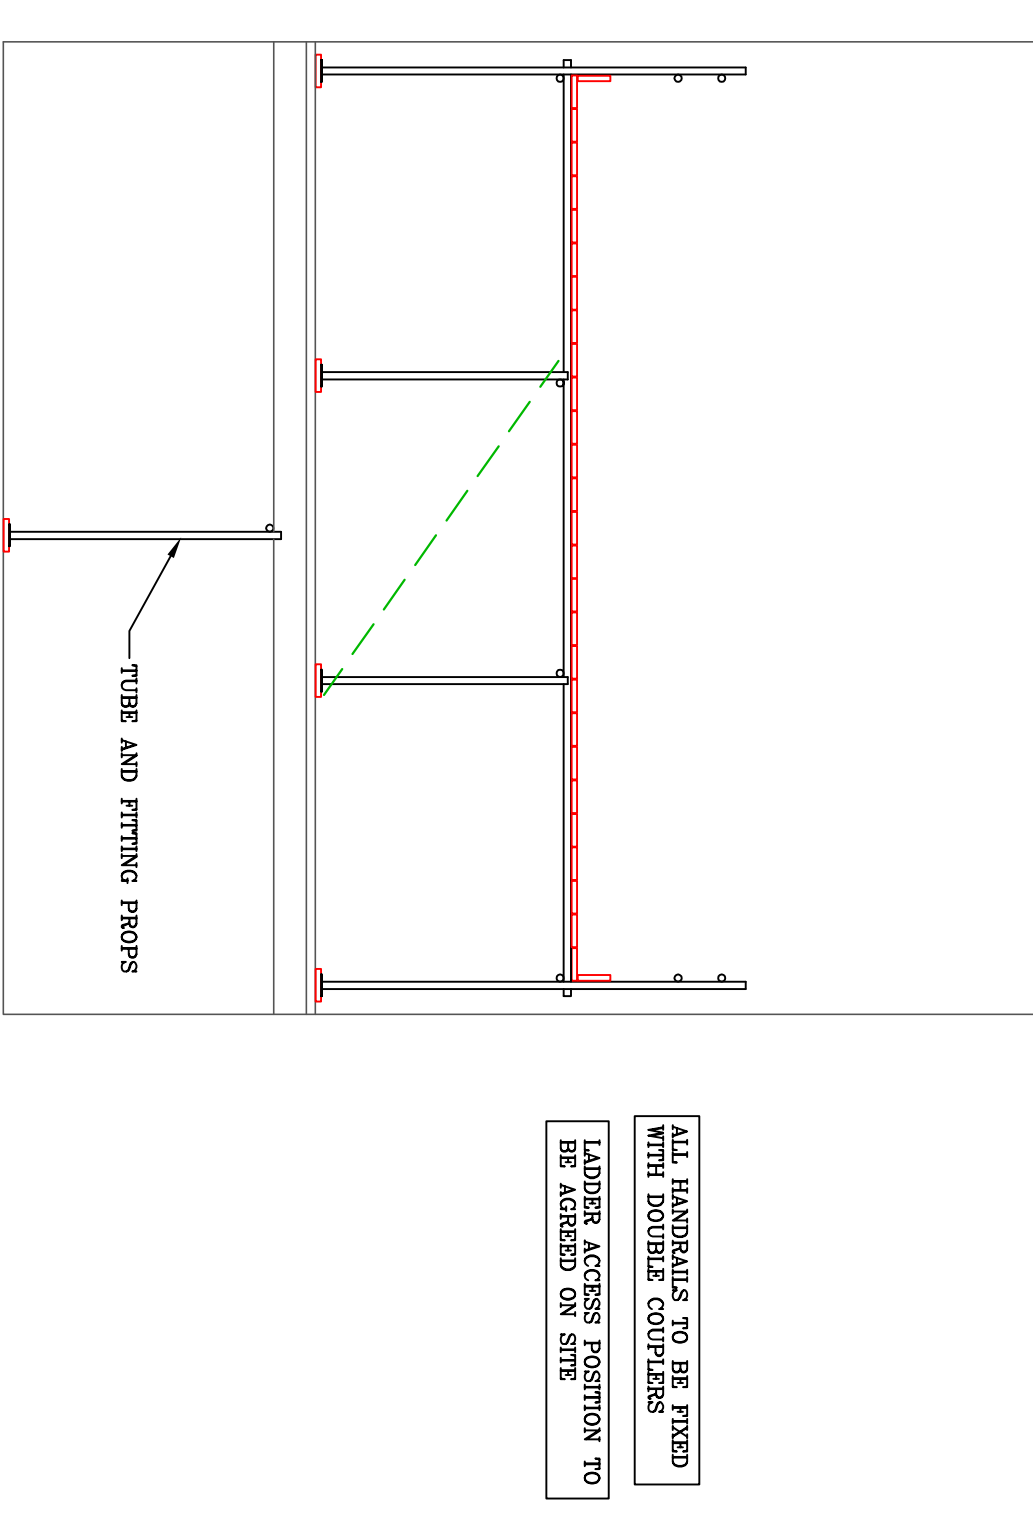 ALL HANDRAILS TO BE FIXED
WITH DOUBLE COUPLERS
LADDER ACCESS POSITION TO
BE AGREED ON SITE
TUBE AND FITTING PROPS